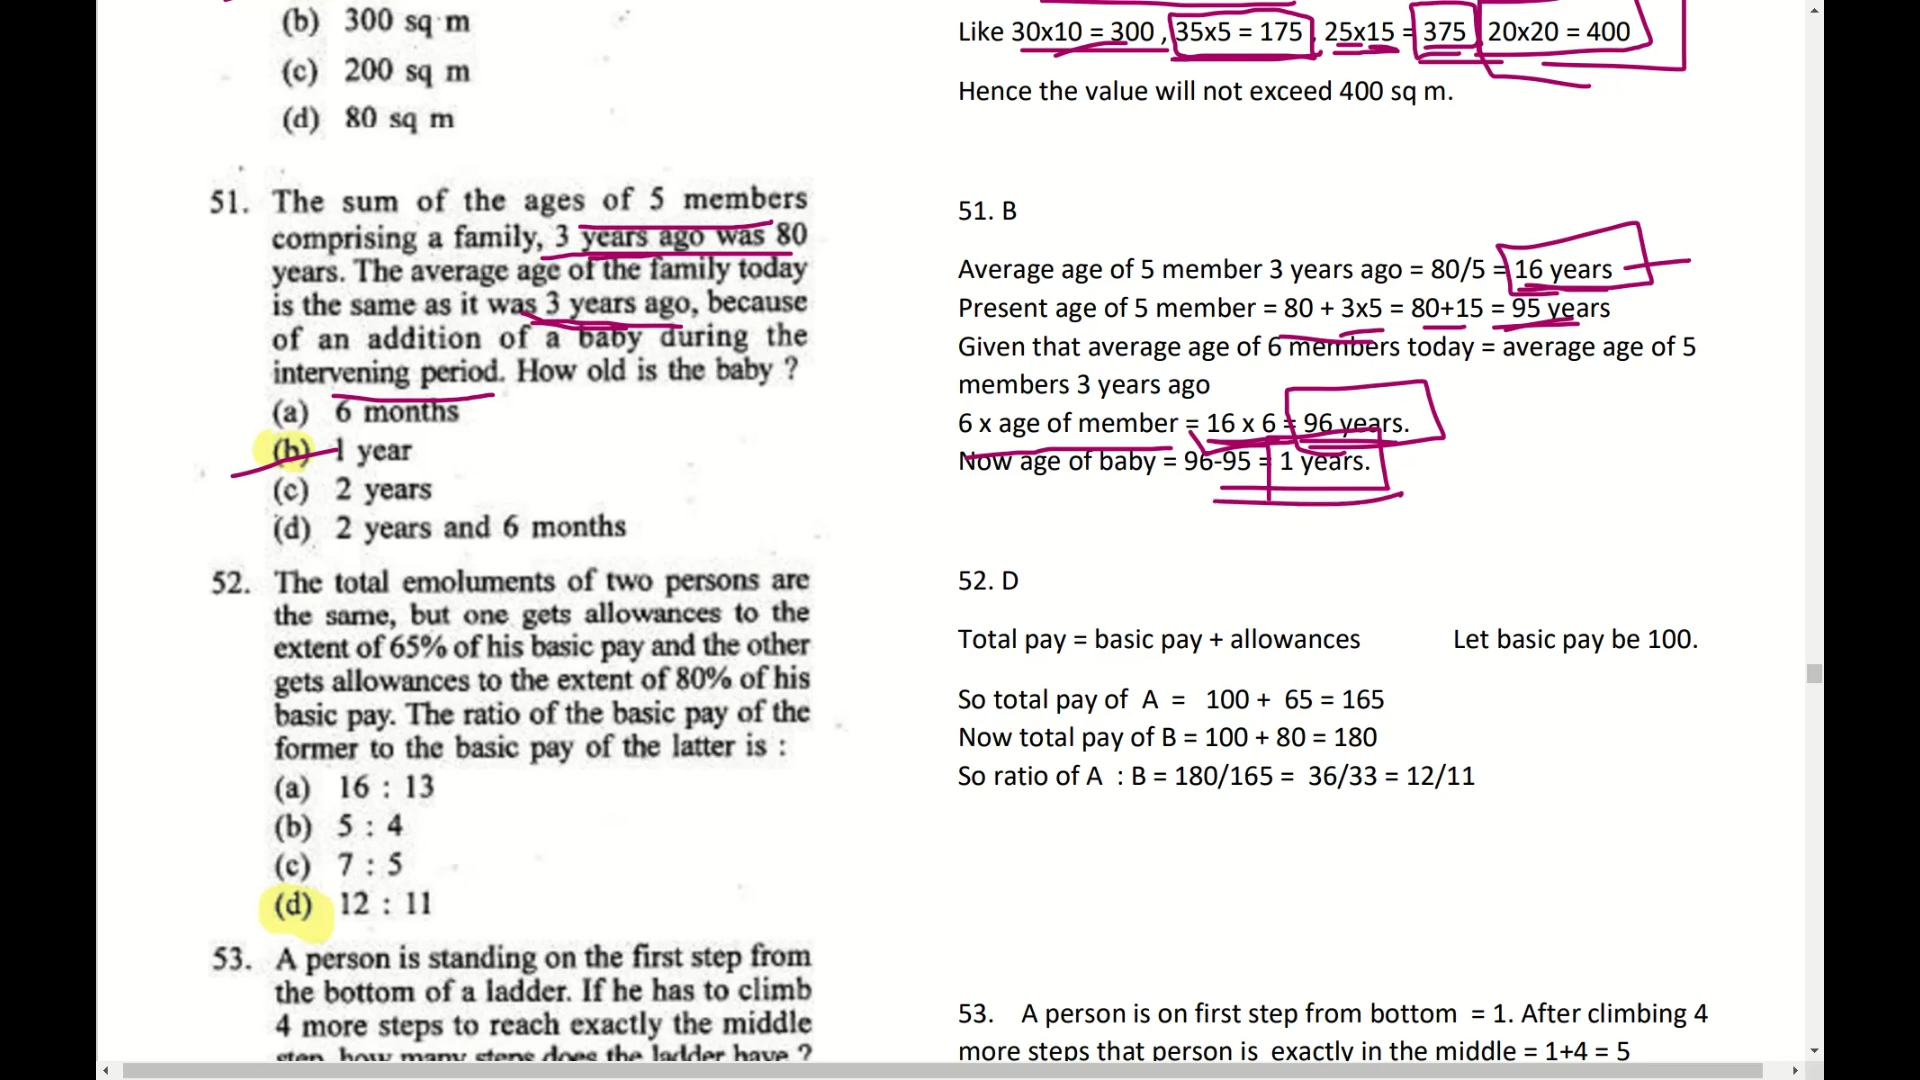 (b) 300 sq m
(c) 200 sq m
(d) 80 sq m
51. The sum of the ages of 5 members
comprising a family, 3 years ago was 80
years. The average age of the family today
is the same as it was 3 years ago, because
of an addition of a baby during the
intervening period. How old is the baby ?
(a) 6 months
(b) 1 year
(c) 2 years
(d) 2 years and 6 months
52. The total emoluments of two persons are
the same, but one gets allowances to the
extent of 65% of his basic pay and the other
gets allowances to the extent of 80% of his
basic pay. The ratio of the basic pay of the
former to the basic pay of the latter is :
(a) 16 : 13
(b) 5 : 4
(c) 7 : 5
(d) 12 : 11
53. A person is standing on the first step from
the bottom of a ladder. If he has to climb
4 more steps to reach exactly the middle
step, how many steps does the ladder have ?
Like 30x10 = 300 , 35x5 = 175 , 25x15 = 375 20x20 = 400
Hence the value will not exceed 400 sq m.
51. B
Average age of 5 member 3 years ago = 80/5 = 16 years
Present age of 5 member = 80 + 3x5 = 80+15 = 95 years
Given that average age of 6 members today = average age of 5
members 3 years ago
6 x age of member = 16 x 6 = 96 years.
Now age of baby = 96-95 = 1 years.
52. D
Total pay = basic pay + allowances Let basic pay be 100.
So total pay of A = 100 + 65 = 165
Now total pay of B = 100 + 80 = 180
So ratio of A : B = 180/165 = 36/33 = 12/11
53. A person is on first step from bottom = 1. After climbing 4
more steps that person is exactly in the middle = 1+4 = 5